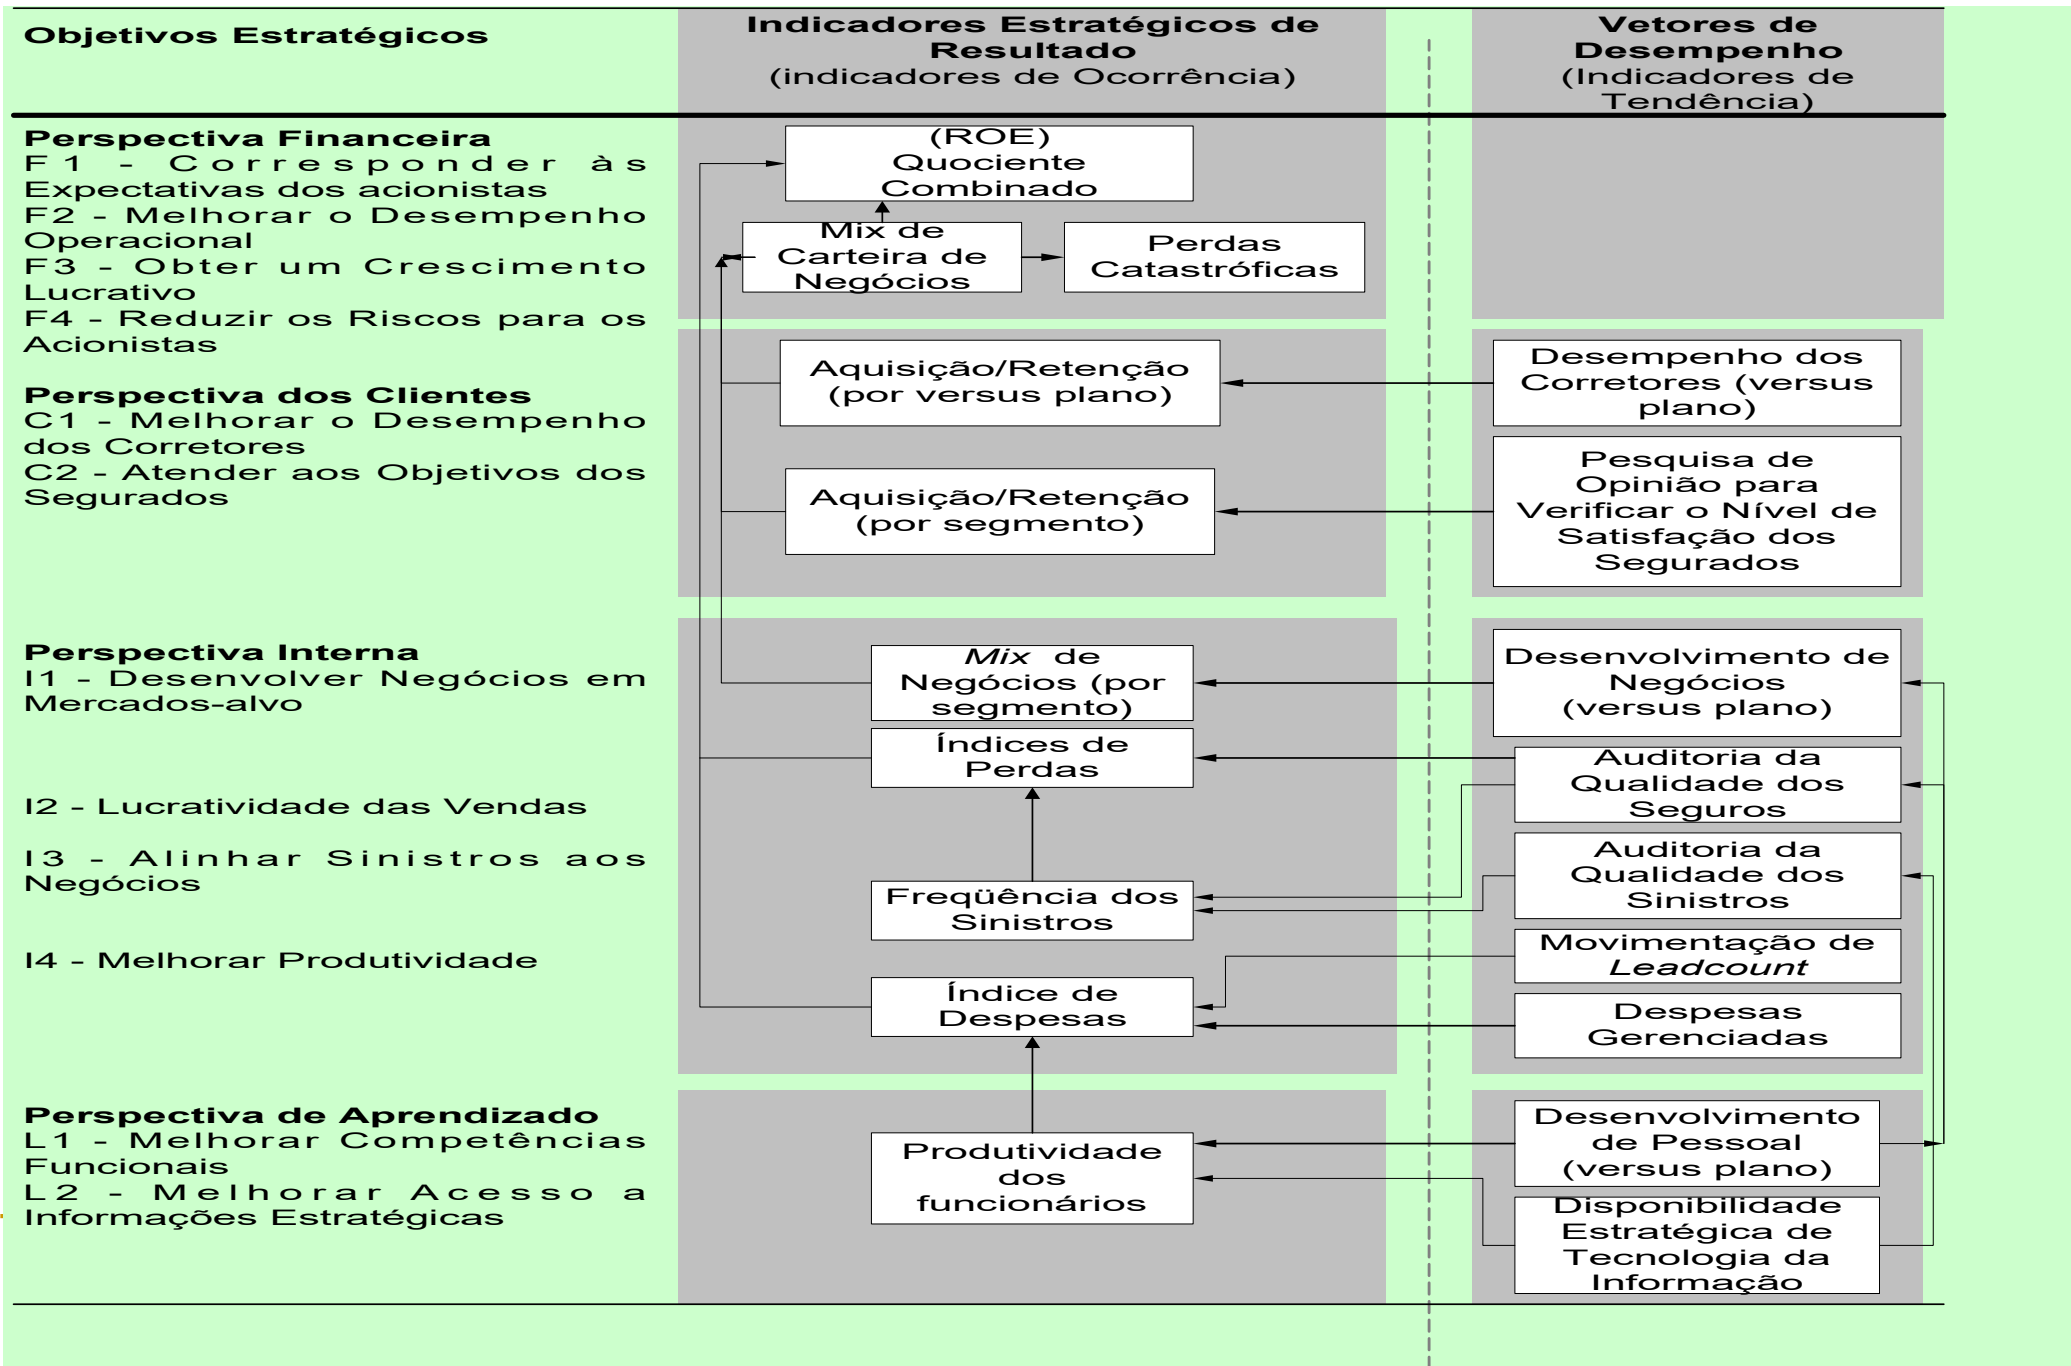 Objetivos Estratégicos
Indicadores Estratégicos de
Resultado
(indicadores de Ocorrência)
Vetores de
Desempenho
(Indicadores de
Tendência)
Perspectiva Financeira
F1 - Corresponder às
Expectativas dos acionistas
F2 - Melhorar o Desempenho
Operacional
F3 - Obter um Crescimento
Lucrativo
F4 - Reduzir os Riscos para os
Acionistas
(ROE)
Quociente
Combinado
Mix de
Carteira de
Negócios
Perdas
Catastróficas
Perspectiva dos Clientes
C1 - Melhorar o Desempenho
dos Corretores
C2 - Atender aos Objetivos dos
Segurados
Aquisição/Retenção
(por versus plano)
Desempenho dos
Corretores (versus
plano)
Aquisição/Retenção
(por segmento)
Pesquisa de
Opinião para
Verificar o Nível de
Satisfação dos
Segurados
Perspectiva Interna
I1 - Desenvolver Negócios em
Mercados-alvo
I2 - Lucratividade das Vendas
I3 - Alinhar Sinistros aos
Negócios
I4 - Melhorar Produtividade
Mix de
Negócios (por
segmento)
Desenvolvimento de
Negócios
(versus plano)
Índices de
Perdas
Auditoria da
Qualidade dos
Seguros
Freqüência dos
Sinistros
Auditoria da
Qualidade dos
Sinistros
Movimentação de
Leadcount
Índice de
Despesas
Despesas
Gerenciadas
Perspectiva de Aprendizado
L1 - Melhorar Competências
Funcionais
L2 - Melhorar Acesso a
Informações Estratégicas
Produtividade
dos
funcionários
Desenvolvimento
de Pessoal
(versus plano)
Disponibilidade
Estratégica de
Tecnologia da
Informação